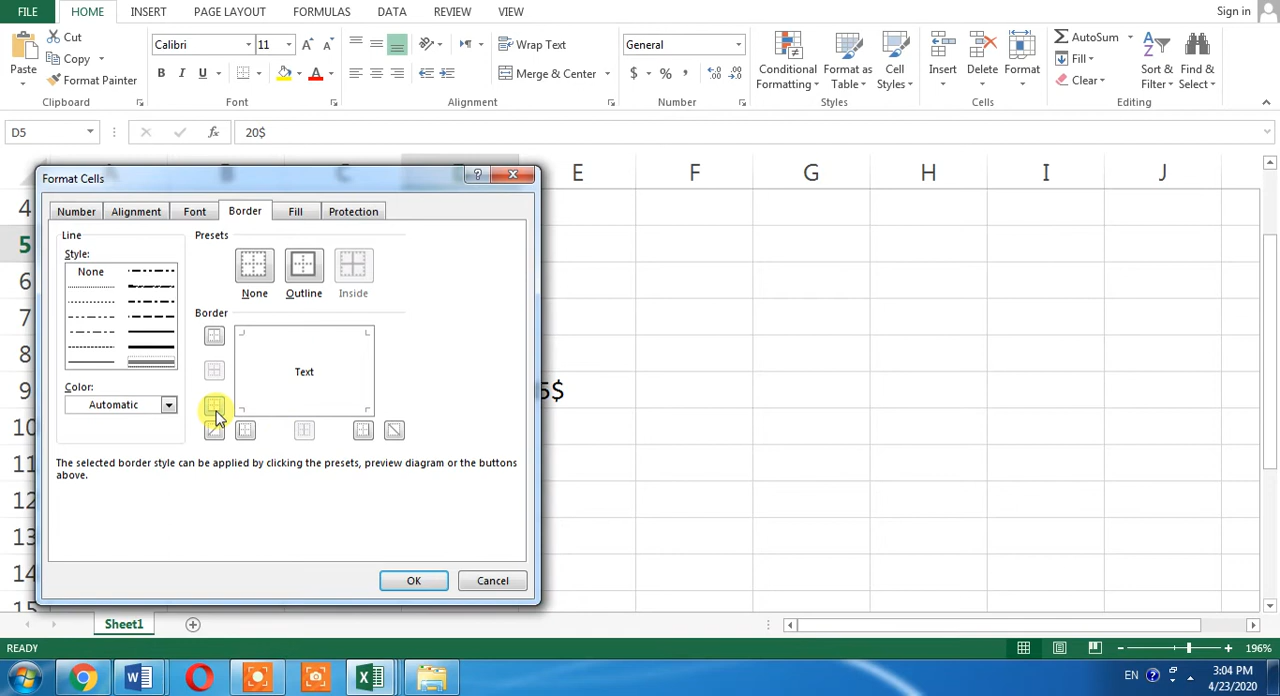 FILE HOME INSERT PAGE LAYOUT FORMULAS DATA REVIEW VIEW Sign in
Paste
Cut
Copy
Format Painter
Clipboard
Calibri 11
B I U
Font
Wrap Text
Merge & Center
Alignment
General
$ % ,
Number
Conditional Formatting
Format as Table
Cell Styles
Styles
Insert
Delete
Format
Cells
AutoSum
Fill
Clear
Sort & Filter
Find & Select
Editing
D5 fx 20$
E F G H I J
4
5
6
7
8
9
10
11
12
13
14
15
5$
Format Cells
Number Alignment Font Border Fill Protection
Line
Style:
None
Color:
Automatic
Presets
None Outline Inside
Border
Text
The selected border style can be applied by clicking the presets, preview diagram or the buttons
above.
OK Cancel
Sheet1
READY 196%
EN 3:04 PM
4/23/2020